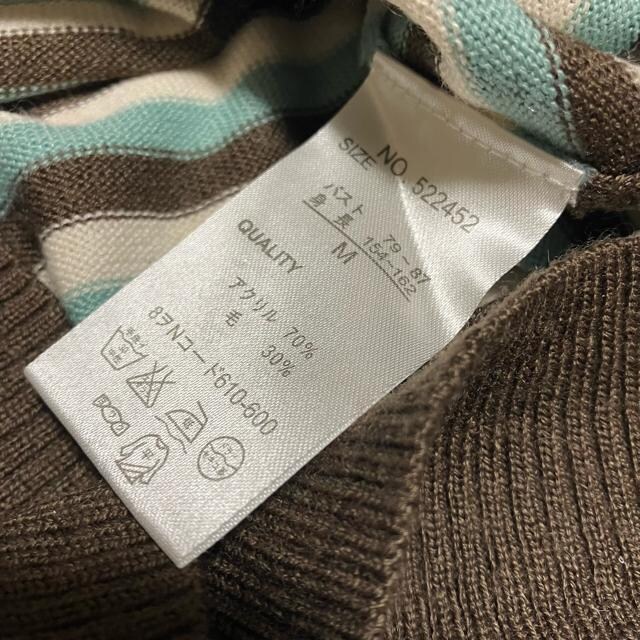 NO. 522452
SIZE
バスト 79~87
身長 154~162
M
QUALITY
アクリル 70%
毛 30%
8ヲNコード610-600
平